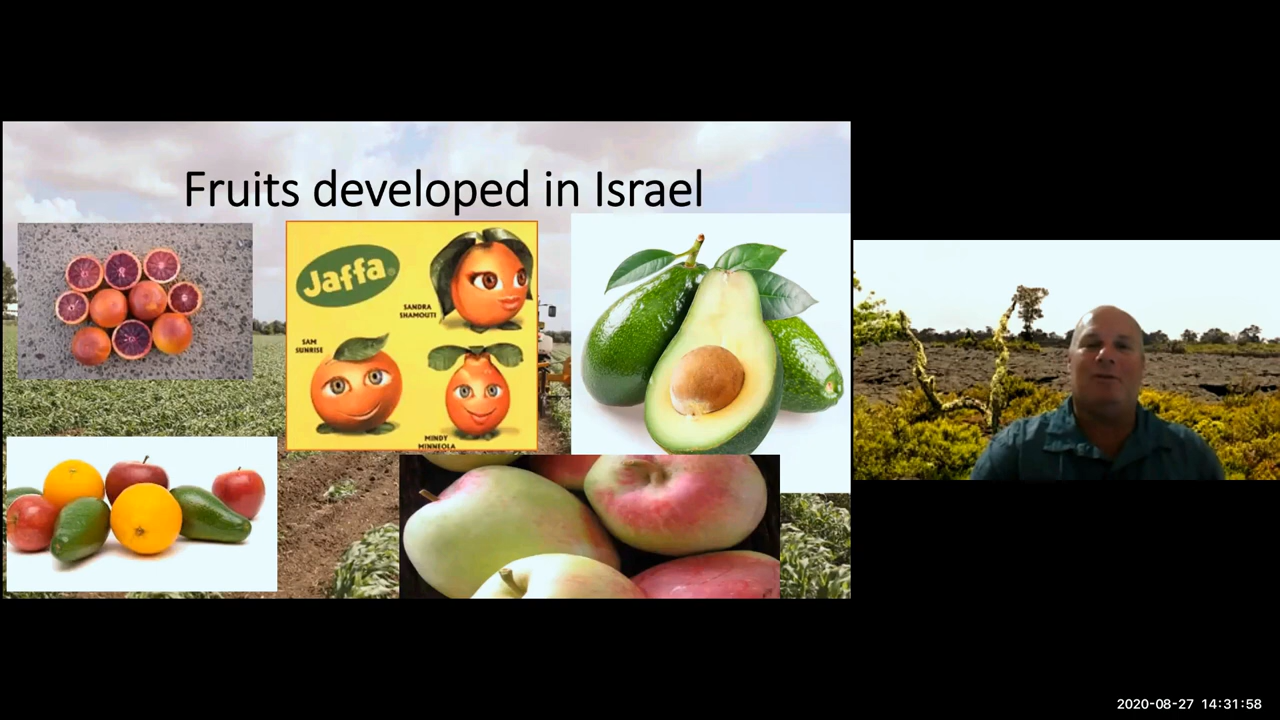 Fruits developed in Israel
Jaffa®
SANDRA
SHAMOUTI
SAM
SUNRISE
MINDY
MINNEOLA
2020-08-27 14:31:58